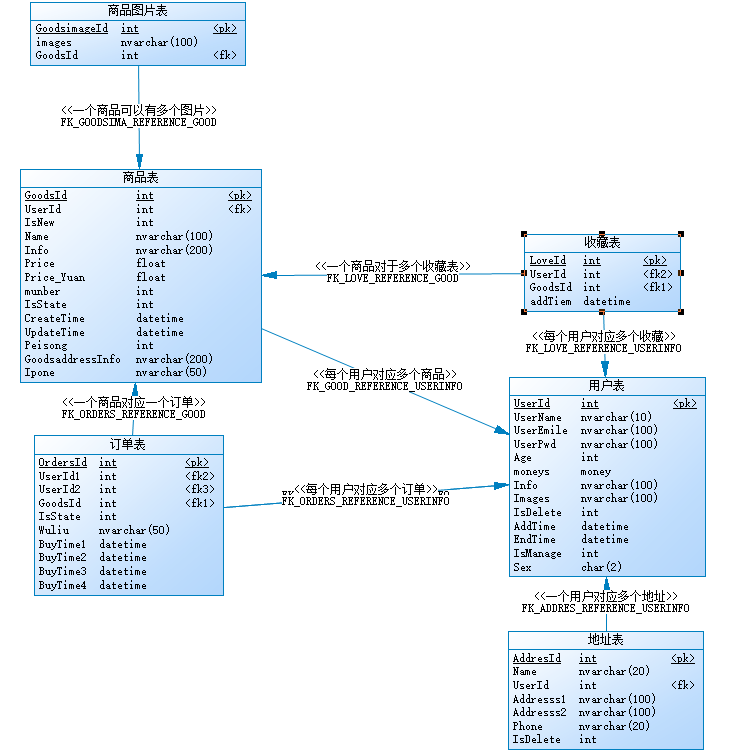 商品图片表
GoodsimageId int <pk>
images nvarchar(100)
GoodsId int <fk>
<<一个商品可以有多个图片>>
FK_GOODSIMA_REFERENCE_GOOD
商品表
GoodsId int <pk>
UserId int <fk>
IsNew int
Name nvarchar(100)
Info nvarchar(200)
Price float
Price_Yuan float
munber int
IsState int
CreateTime datetime
UpdateTime datetime
Peisong int
GoodsaddressInfo nvarchar(200)
Ipone nvarchar(50)
收藏表
LoveId int <pk>
UserId int <fk2>
GoodsId int <fk1>
addTiem datetime
<<一个商品对于多个收藏表>>
FK_LOVE_REFERENCE_GOOD
<<每个用户对应多个收藏>>
FK_LOVE_REFERENCE_USERINFO
<<每个用户对应多个商品>>
FK_GOOD_REFERENCE_USERINFO
<<一个商品对应一个订单>>
FK_ORDERS_REFERENCE_GOOD
用户表
UserId int <pk>
UserName nvarchar(10)
UserEmile nvarchar(100)
UserPwd nvarchar(100)
Age int
moneys money
Info nvarchar(100)
Images nvarchar(100)
IsDelete int
AddTime datetime
EndTime datetime
IsManage int
Sex char(2)
订单表
OrdersId int <pk>
UserId1 int <fk2>
UserId2 int <fk3>
GoodsId int <fk1>
IsState int
Wuliu nvarchar(50)
BuyTime1 datetime
BuyTime2 datetime
BuyTime3 datetime
BuyTime4 datetime
<<每个用户对应多个订单>>
FK_ORDERS_REFERENCE_USERINFO
<<一个用户对应多个地址>>
FK_ADDRES_REFERENCE_USERINFO
地址表
AddresId int <pk>
Name nvarchar(20)
UserId int <fk>
Addresss1 nvarchar(100)
Addresss2 nvarchar(100)
Phone nvarchar(20)
IsDelete int